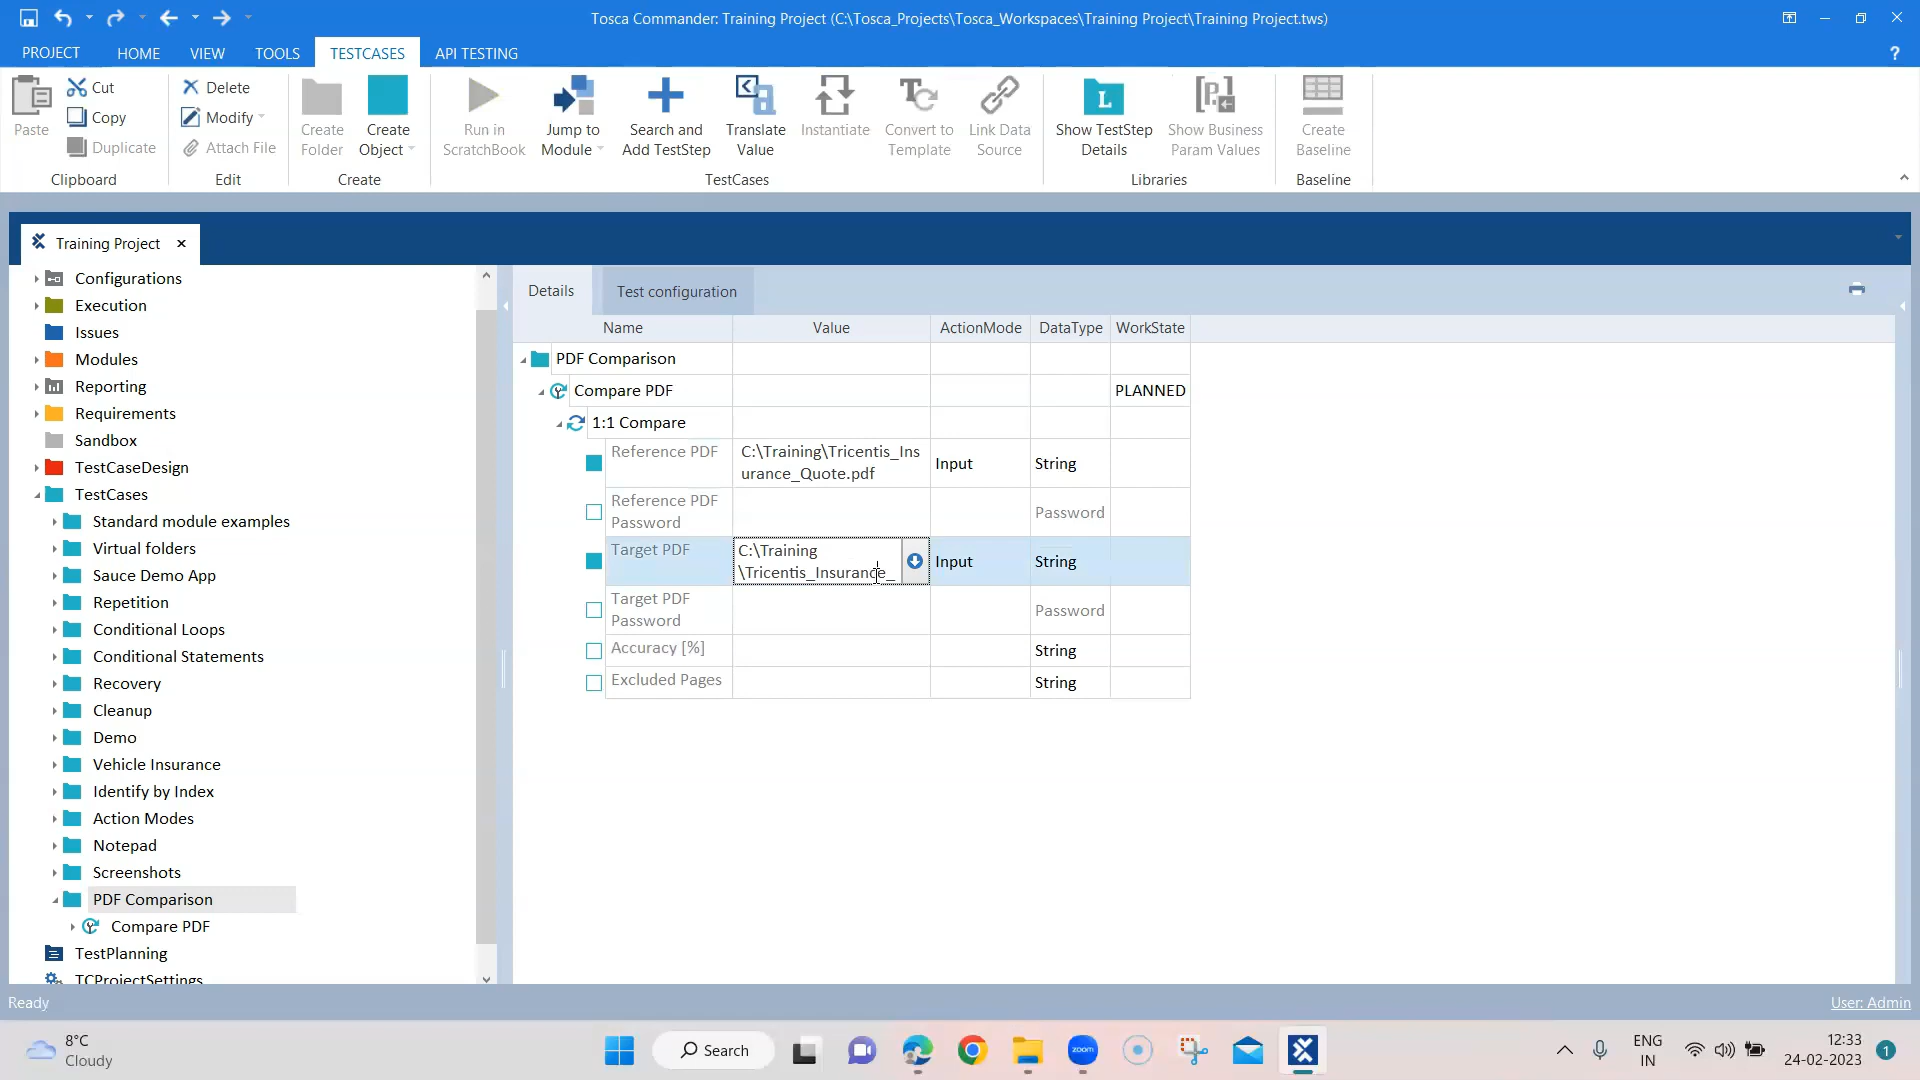 Tosca Commander: Training Project (C:\Tosca_Projects\Tosca_Workspaces\Training Project\Training Project.tws)
PROJECT HOME VIEW TOOLS TESTCASES API TESTING
?
Paste
Cut
Copy
Duplicate
Clipboard
Delete
Modify
Attach File
Edit
Create Folder
Create Object
Create
Run in ScratchBook
Jump to Module
Search and Add TestStep
Translate Value
Instantiate
Convert to Template
Link Data Source
TestCases
Show TestStep Details
Show Business Param Values
Libraries
Create Baseline
Baseline
Training Project
Configurations
Execution
Issues
Modules
Reporting
Requirements
Sandbox
TestCaseDesign
TestCases
Standard module examples
Virtual folders
Sauce Demo App
Repetition
Conditional Loops
Conditional Statements
Recovery
Cleanup
Demo
Vehicle Insurance
Identify by Index
Action Modes
Notepad
Screenshots
PDF Comparison
Compare PDF
TestPlanning
TCProjectSettings
Details Test configuration
Name Value ActionMode DataType WorkState
PDF Comparison
Compare PDF PLANNED
1:1 Compare
Reference PDF C:\Training\Tricentis_Ins
urance_Quote.pdf Input String
Reference PDF
Password Password
Target PDF C:\Training
\Tricentis_Insurance_ Input String
Target PDF
Password Password
Accuracy [%] String
Excluded Pages String
Ready User: Admin
8°C
Cloudy
Search
zoom
ENG
IN
12:33
24-02-2023
1